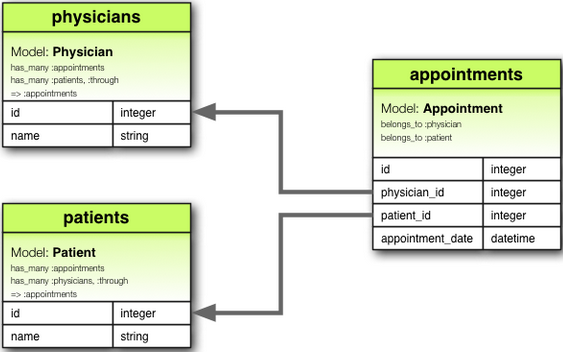 physicians
Model: Physician
has_many :appointments
has_many :patients, :through
=> :appointments
id integer
name string
appointments
Model: Appointment
belongs_to :physician
belongs_to :patient
id integer
physician_id integer
patient_id integer
appointment_date datetime
patients
Model: Patient
has_many :appointments
has_many :physicians, :through
=> :appointments
id integer
name string